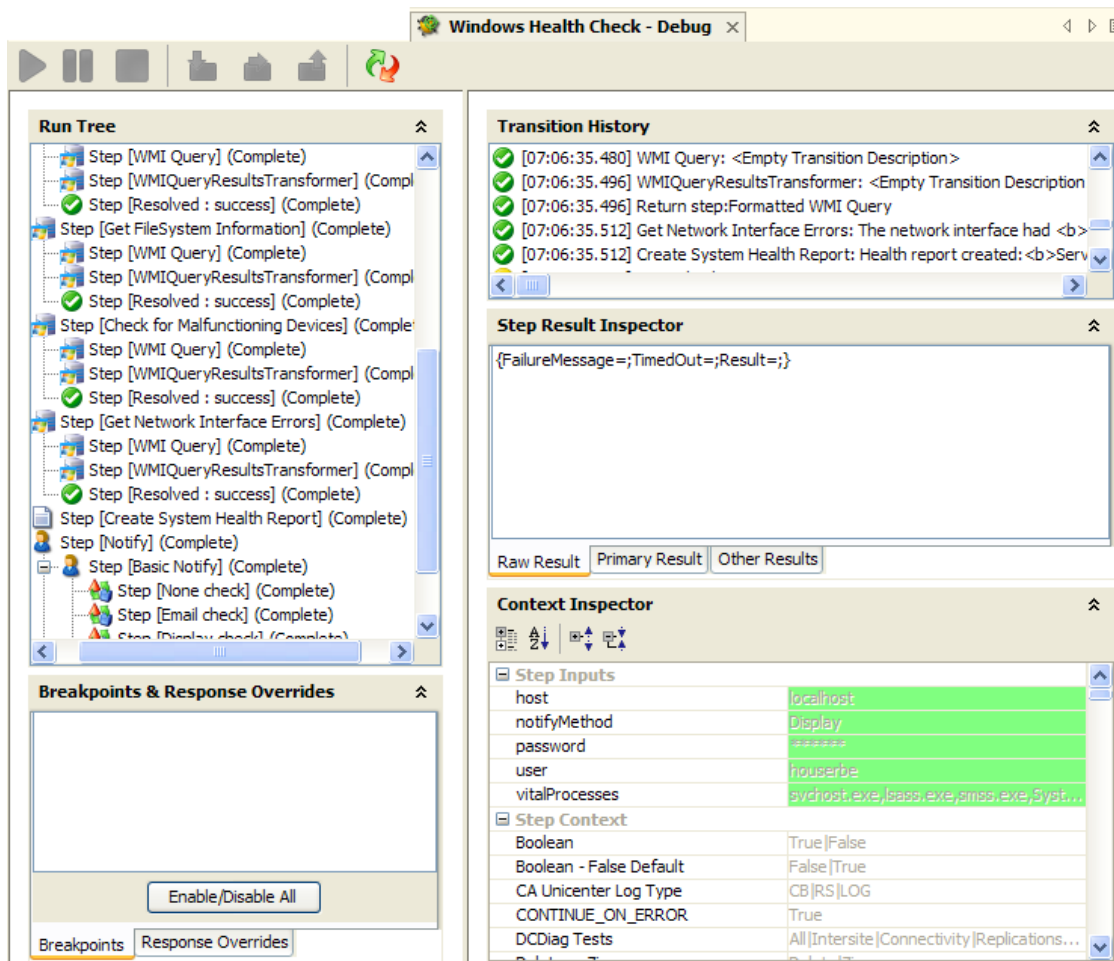 Windows Health Check - Debug
Run Tree
Step [WMI Query] (Complete)
Step [WMIQueryResultsTransformer] (Compl
Step [Resolved : success] (Complete)
Step [Get FileSystem Information] (Complete)
Step [WMI Query] (Complete)
Step [WMIQueryResultsTransformer] (Compl
Step [Resolved : success] (Complete)
Step [Check for Malfunctioning Devices] (Complet
Step [WMI Query] (Complete)
Step [WMIQueryResultsTransformer] (Compl
Step [Resolved : success] (Complete)
Step [Get Network Interface Errors] (Complete)
Step [WMI Query] (Complete)
Step [WMIQueryResultsTransformer] (Compl
Step [Resolved : success] (Complete)
Step [Create System Health Report] (Complete)
Step [Notify] (Complete)
Step [Basic Notify] (Complete)
Step [None check] (Complete)
Step [Email check] (Complete)
Step [Display check] (Complete)
Breakpoints & Response Overrides
Enable/Disable All
Breakpoints
Response Overrides
Transition History
[07:06:35.480] WMI Query: <Empty Transition Description>
[07:06:35.496] WMIQueryResultsTransformer: <Empty Transition Description
[07:06:35.496] Return step:Formatted WMI Query
[07:06:35.512] Get Network Interface Errors: The network interface had <b>
[07:06:35.512] Create System Health Report: Health report created:<b>Serv
Step Result Inspector
{FailureMessage=;TimedOut=;Result=;}
Raw Result
Primary Result
Other Results
Context Inspector
Step Inputs
host localhost
notifyMethod Display
password *******
user houserbe
vitalProcesses svchost.exe,lsass.exe,smss.exe,Syst...
Step Context
Boolean True|False
Boolean - False Default False|True
CA Unicenter Log Type CB|RS|LOG
CONTINUE_ON_ERROR True
DCDiag Tests All|Intersite|Connectivity|Replications...